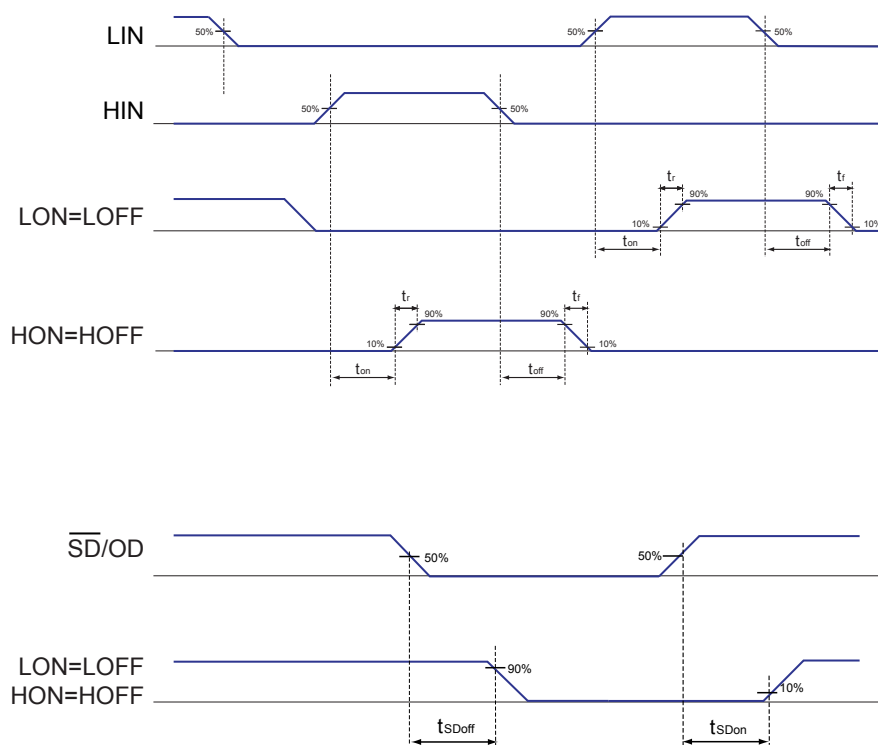 LIN
50%
50%
50%
HIN
50%
50%
LON=LOFF
tr
tf
90%
90%
10%
10%
ton
toff
HON=HOFF
tr
tf
90%
90%
10%
10%
ton
toff
SD/OD
50%
50%
LON=LOFF
HON=HOFF
90%
10%
tSDoff
tSDon